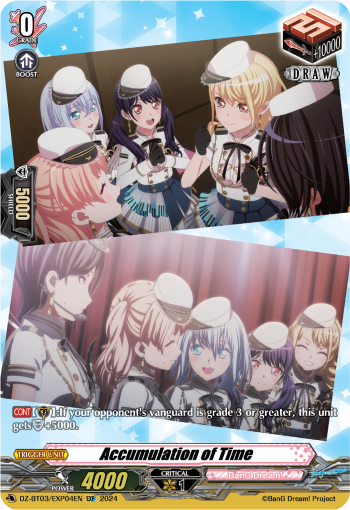 0
GRADE
BOOST
+10000
DRAW
5000
SHIELD
CONT【 】:If your opponent's vanguard is grade 3 or greater, this unit
gets +5000.
TRIGGER UNIT
Accumulation of Time
POWER 4000
CRITICAL
1
BanG Dream!
DZ-BT03/EXP04EN 2024
©BanG Dream! Project